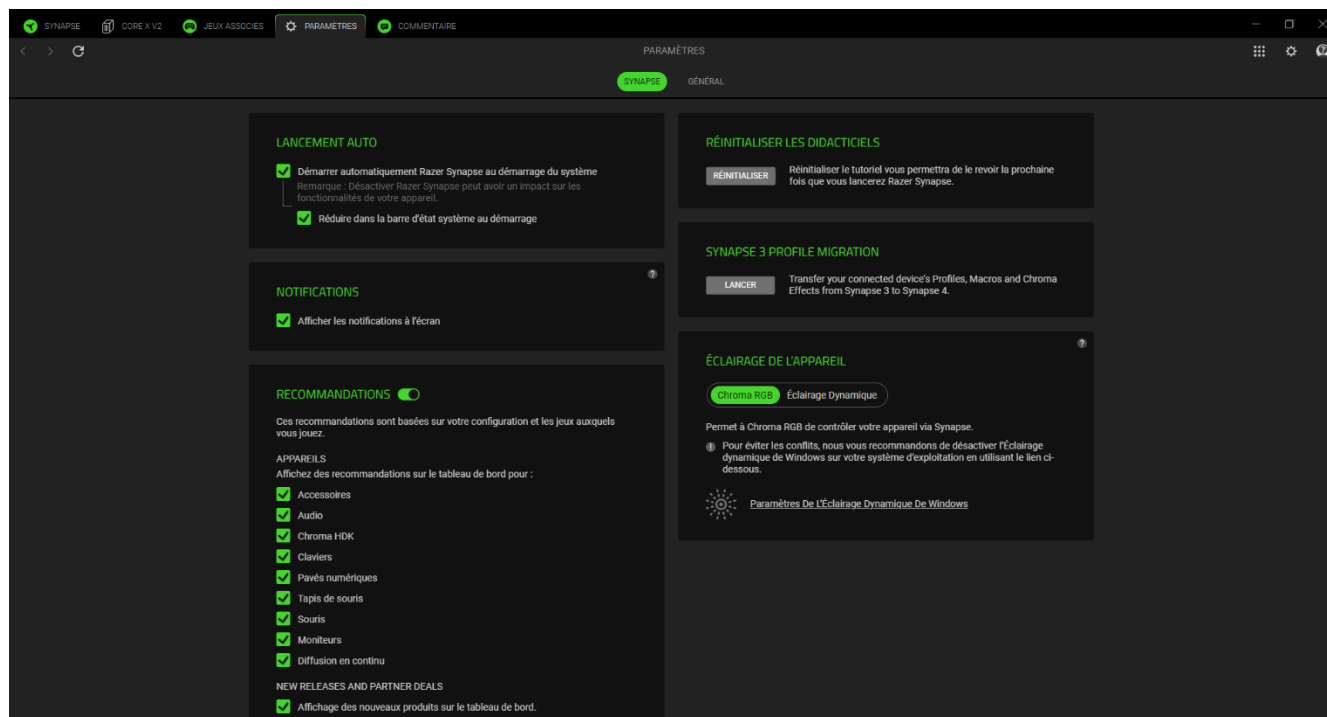 SYNAPSE
CORE X V2
JEUX ASSOCIÉS
PARAMÈTRES
COMMENTAIRE
PARAMÈTRES
SYNAPSE
GÉNÉRAL
LANCEMENT AUTO
Démarrer automatiquement Razer Synapse au démarrage du système
Remarque : Désactiver Razer Synapse peut avoir un impact sur les
fonctionnalités de votre appareil.
Réduire dans la barre d'état système au démarrage
NOTIFICATIONS
Afficher les notifications à l'écran
RECOMMANDATIONS
Ces recommandations sont basées sur votre configuration et les jeux auxquels
vous jouez.
APPAREILS
Affichez des recommandations sur le tableau de bord pour :
Accessoires
Audio
Chroma HDK
Claviers
Pavés numériques
Tapis de souris
Souris
Moniteurs
Diffusion en continu
NEW RELEASES AND PARTNER DEALS
Affichage des nouveaux produits sur le tableau de bord.
RÉINITIALISER LES DIDACTICIELS
RÉINITIALISER
Réinitialiser le tutoriel vous permettra de le revoir la prochaine
fois que vous lancerez Razer Synapse.
SYNAPSE 3 PROFILE MIGRATION
LANCER
Transfer your connected device's Profiles, Macros and Chroma
Effects from Synapse 3 to Synapse 4.
ÉCLAIRAGE DE L'APPAREIL
Chroma RGB
Éclairage Dynamique
Permet à Chroma RGB de contrôler votre appareil via Synapse.
Pour éviter les conflits, nous vous recommandons de désactiver l'Éclairage
dynamique de Windows sur votre système d'exploitation en utilisant le lien ci-
dessous.
Paramètres De L'Éclairage Dynamique De Windows